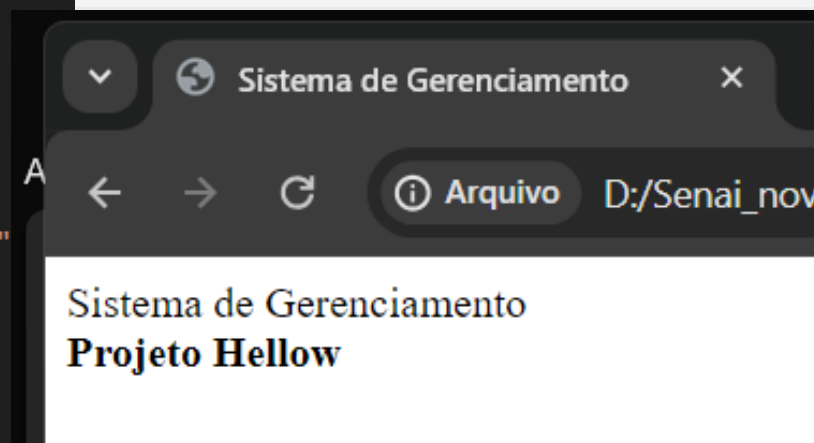 Sistema de Gerenciamento
A
Arquivo D:/Senai_nov
"
Sistema de Gerenciamento
Projeto Hellow